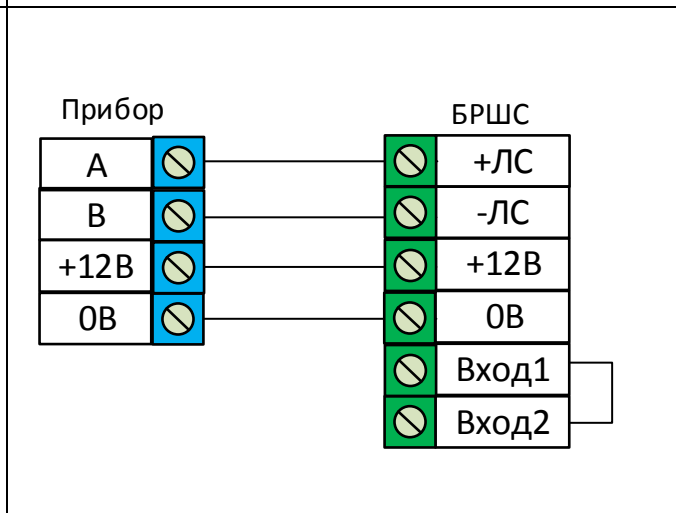 Прибор
А
В
+12В
0В
БРШС
+ЛС
-ЛС
+12В
0В
Вход1
Вход2